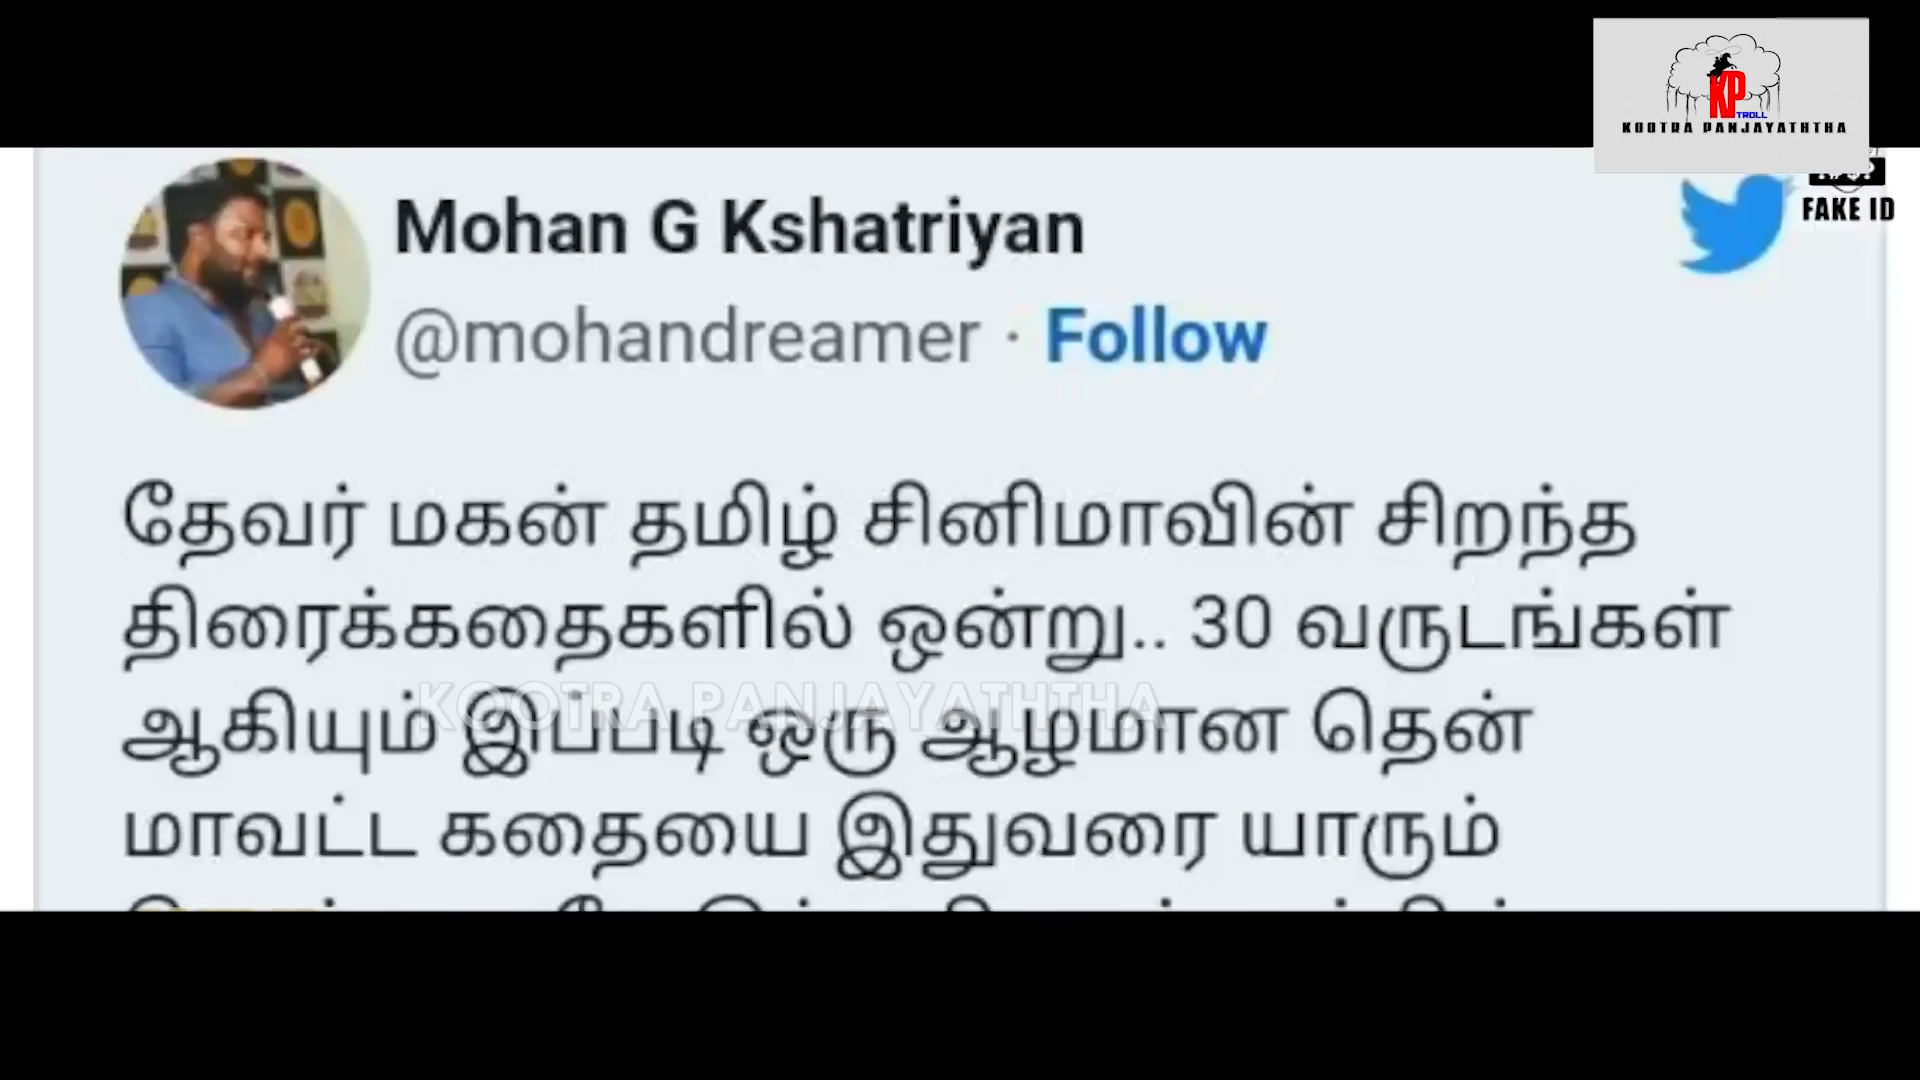 KP
TROLL
KOOTRA PANJAYATHTHA
FAKE ID
Mohan G Kshatriyan
@mohandreamer · Follow
தேவர் மகன் தமிழ் சினிமாவின் சிறந்த
திரைக்கதைகளில் ஒன்று.. 30 வருடங்கள்
ஆகியும் இப்படி ஒரு ஆழமான தென்
KOOTRA PANJAYATHTHA
மாவட்ட கதையை இதுவரை யாரும்